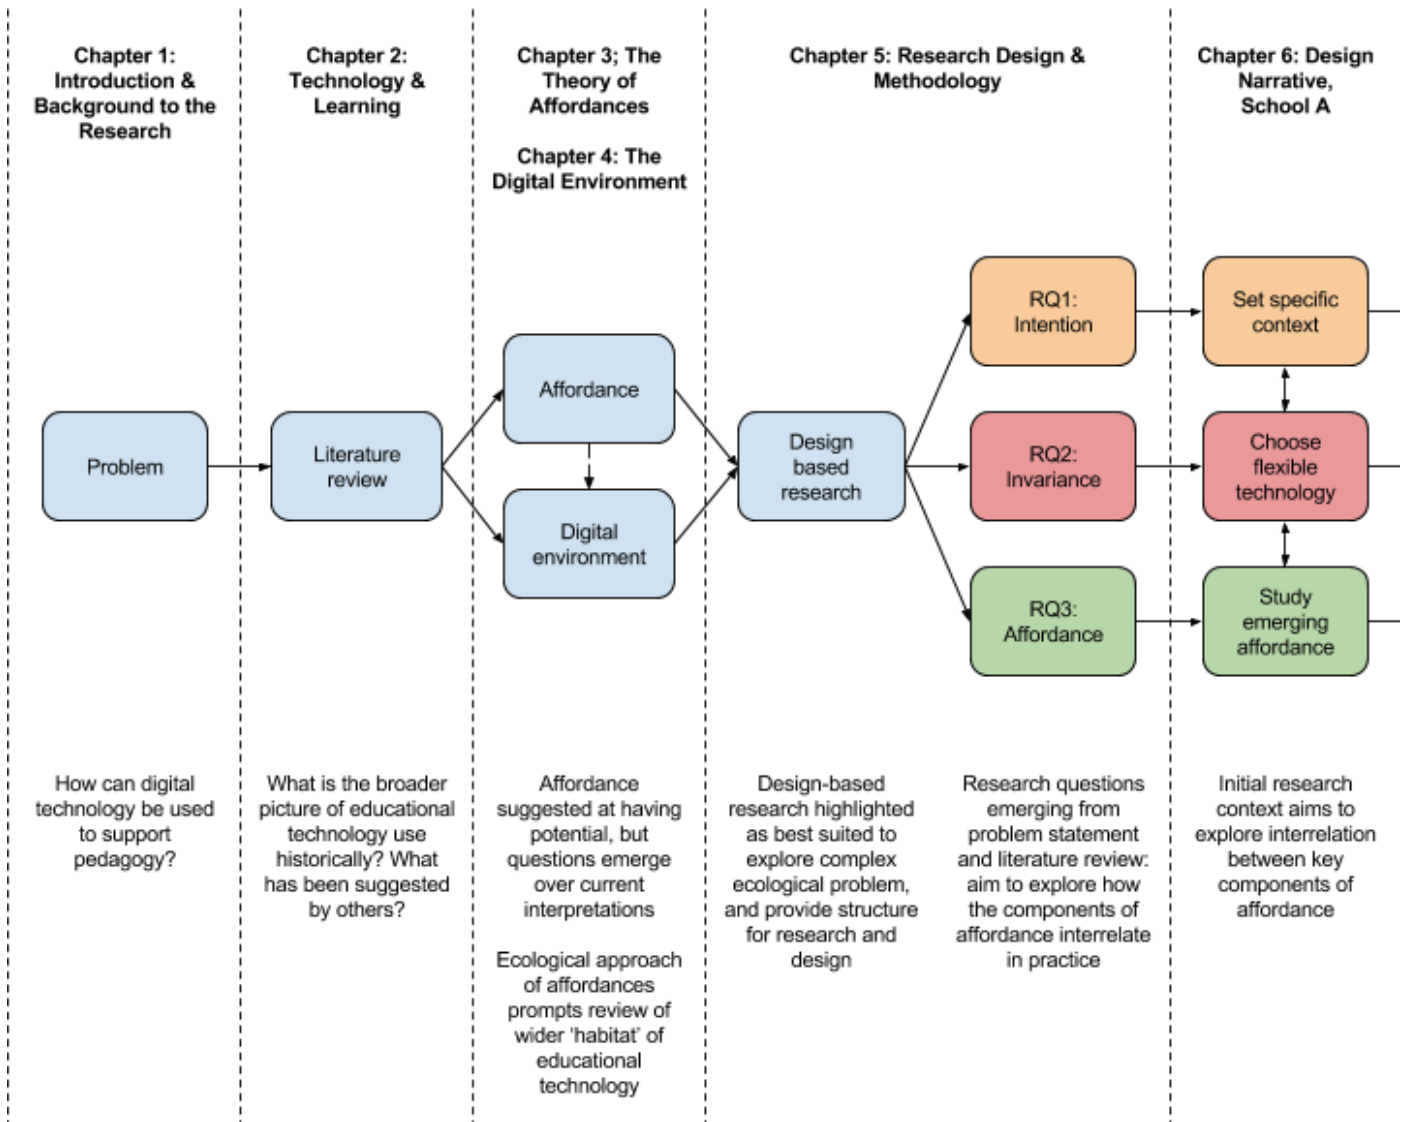 Chapter 1:
Introduction &
Background to the
Research
Chapter 2:
Technology &
Learning
Chapter 3; The
Theory of
Affordances
Chapter 4: The
Digital Environment
Chapter 5: Research Design &
Methodology
Chapter 6: Design
Narrative,
School A
Problem
Literature
review
Affordance
Digital
environment
Design
based
research
RQ1:
Intention
RQ2:
Invariance
RQ3:
Affordance
Set specific
context
Choose
flexible
technology
Study
emerging
affordance
How can digital
technology be used
to support
pedagogy?
What is the broader
picture of educational
technology use
historically? What
has been suggested
by others?
Affordance
suggested at having
potential, but
questions emerge
over current
interpretations
Ecological approach
of affordances
prompts review of
wider ‘habitat’ of
educational
technology
Design-based
research highlighted
as best suited to
explore complex
ecological problem,
and provide structure
for research and
design
Research questions
emerging from
problem statement
and literature review:
aim to explore how
the components of
affordance interrelate
in practice
Initial research
context aims to
explore interrelation
between key
components of
affordance